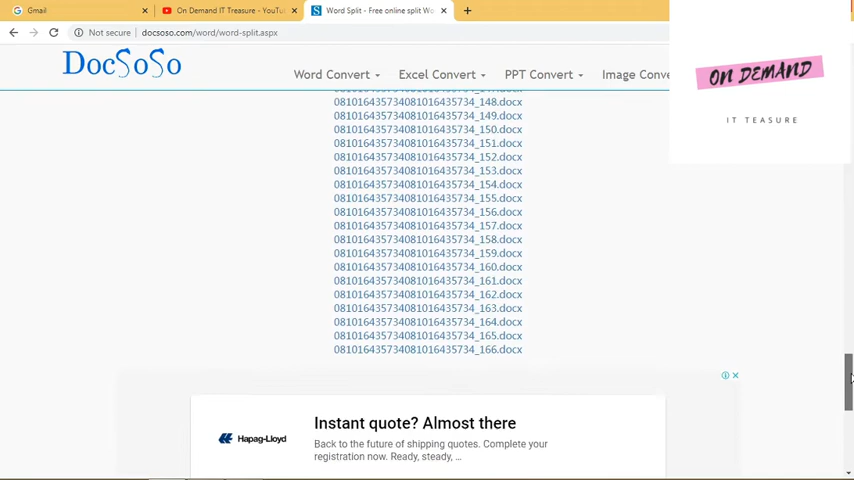 Gmail
On Demand IT Treasure - YouTu
Word Split - Free online split Wo
Not secure | docsoso.com/word/word-split.aspx
DocSoSo
Word Convert
Excel Convert
PPT Convert
Image Conve
ON DEMAND
IT TEASURE
081016435734081016435734_148.docx
081016435734081016435734_149.docx
081016435734081016435734_150.docx
081016435734081016435734_151.docx
081016435734081016435734_152.docx
081016435734081016435734_153.docx
081016435734081016435734_154.docx
081016435734081016435734_155.docx
081016435734081016435734_156.docx
081016435734081016435734_157.docx
081016435734081016435734_158.docx
081016435734081016435734_159.docx
081016435734081016435734_160.docx
081016435734081016435734_161.docx
081016435734081016435734_162.docx
081016435734081016435734_163.docx
081016435734081016435734_164.docx
081016435734081016435734_165.docx
081016435734081016435734_166.docx
Hapag-Lloyd
Instant quote? Almost there
Back to the future of shipping quotes. Complete your
registration now. Ready, steady, ...